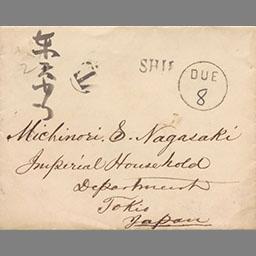 SHIP
DUE
8
Michinori. S. Nagasaki
Imperial Household
Department
Tokio
Japan